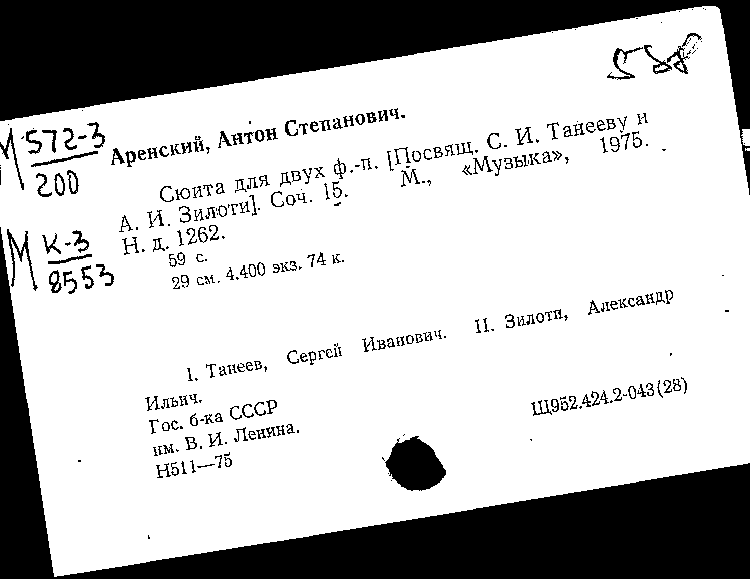 М 572-3
200
М К-3
8553
Аренский, Антон Степанович.
Сюита для двух ф.-п. [Посвящ. С. И. Танееву и
А. И. Зилоти]. Соч. 15. М., «Музыка», 1975.
Н. д. 1262.
59 с.
29 см. 4.400 экз. 74 к.
I. Танеев, Сергей Иванович. II. Зилоти, Александр
Ильич.
Гос. б-ка СССР
им. В. И. Ленина.
Н511—75
Щ952.424.2-043(28)